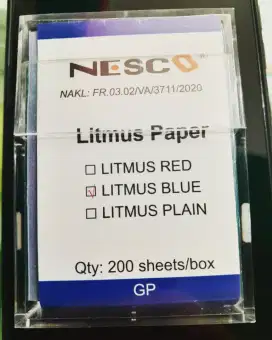 NESCO®
NAKL: FR.03.02/VA/3711/2020
Litmus Paper
☐ LITMUS RED
☑ LITMUS BLUE
☐ LITMUS PLAIN
Qty: 200 sheets/box
GP